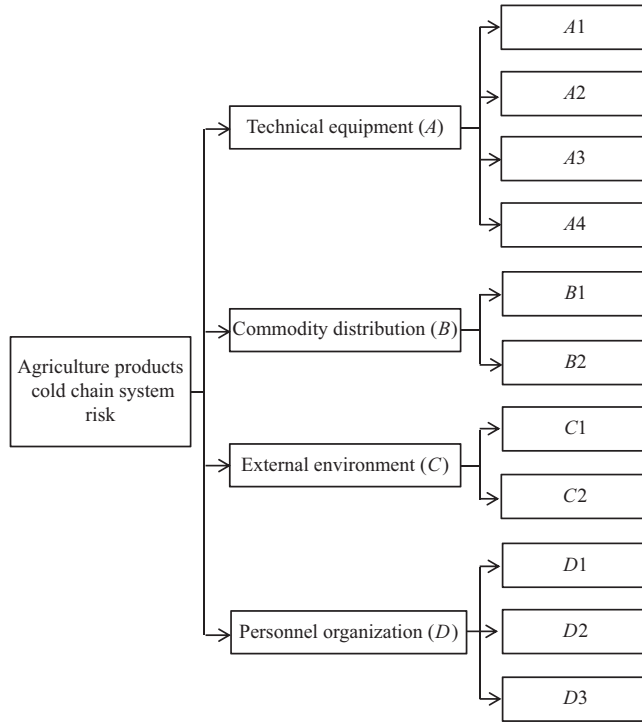 A1
A2
Technical equipment (A)
A3
A4
B1
Commodity distribution (B)
B2
Agriculture products
cold chain system
risk
C1
External environment (C)
C2
D1
Personnel organization (D)
D2
D3